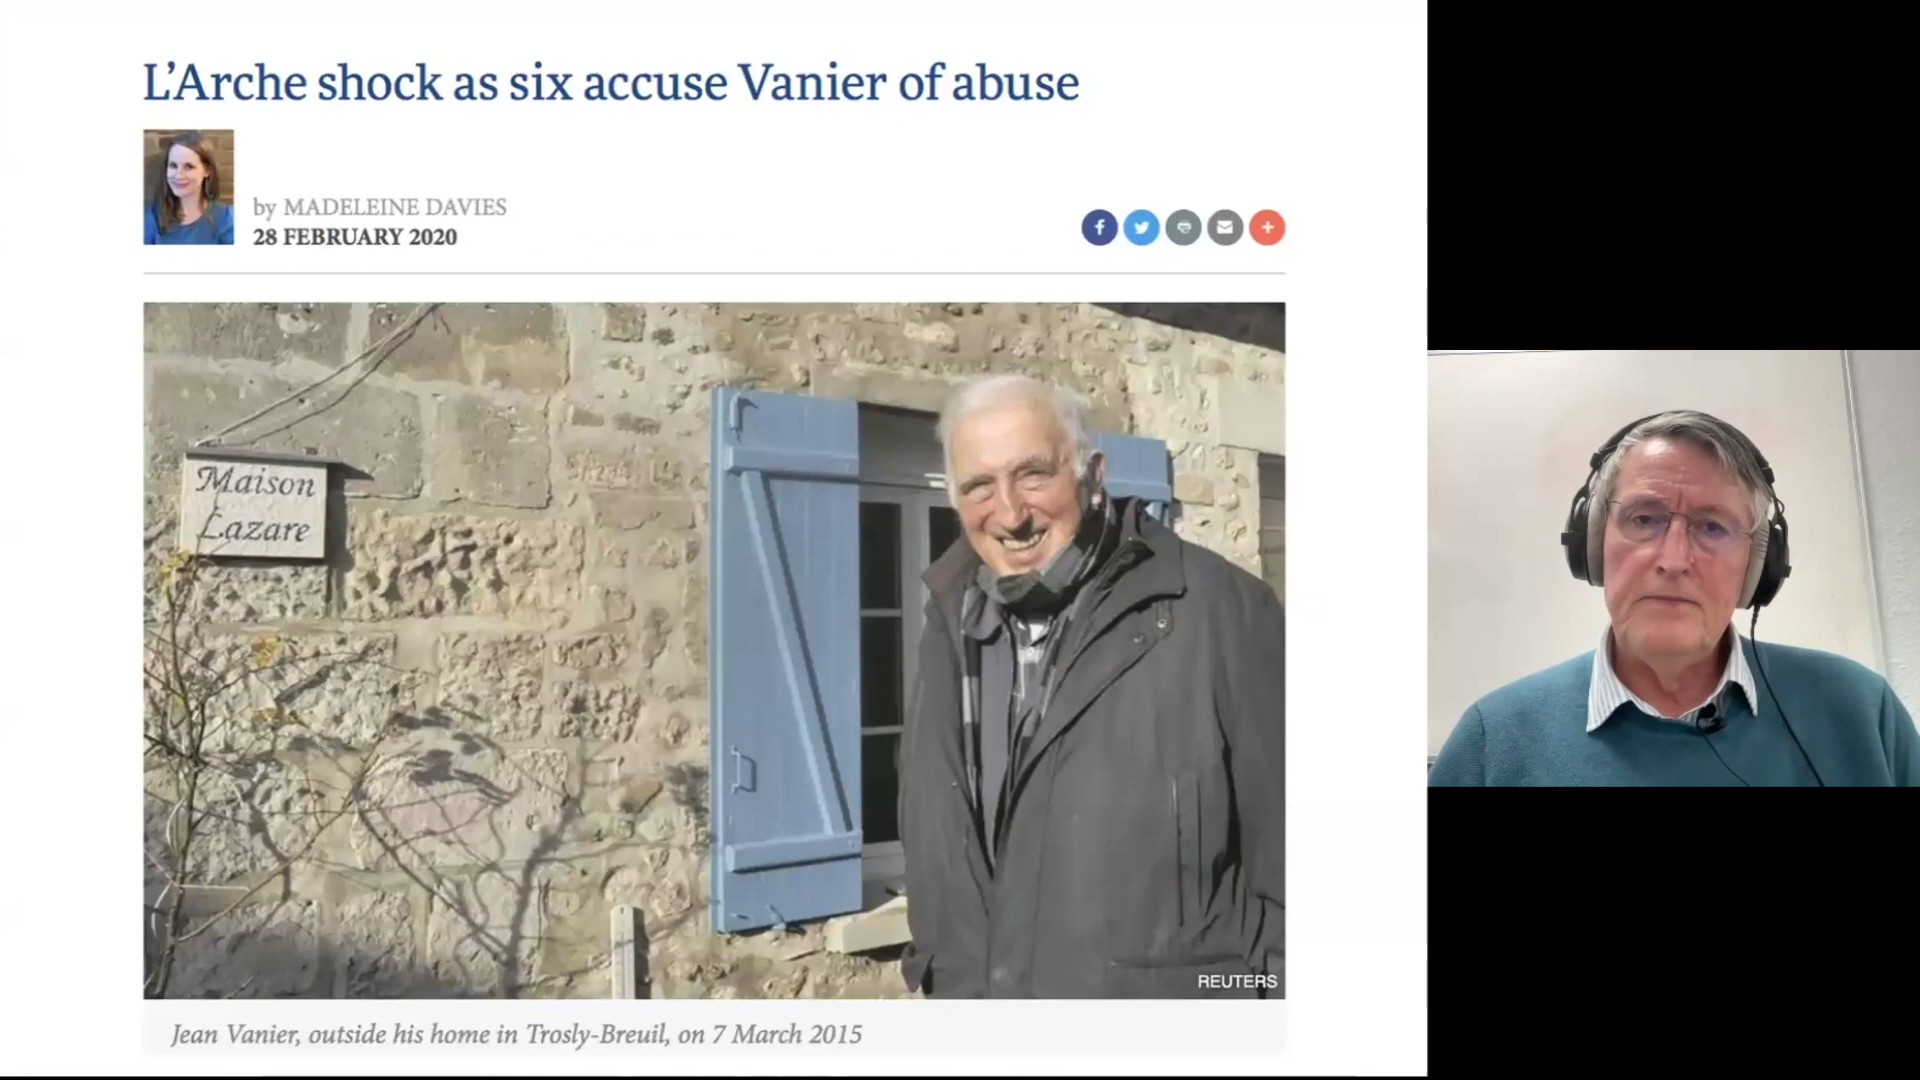 L’Arche shock as six accuse Vanier of abuse
by MADELEINE DAVIES
28 FEBRUARY 2020
Maison
Lazare
REUTERS
Jean Vanier, outside his home in Trosly-Breuil, on 7 March 2015